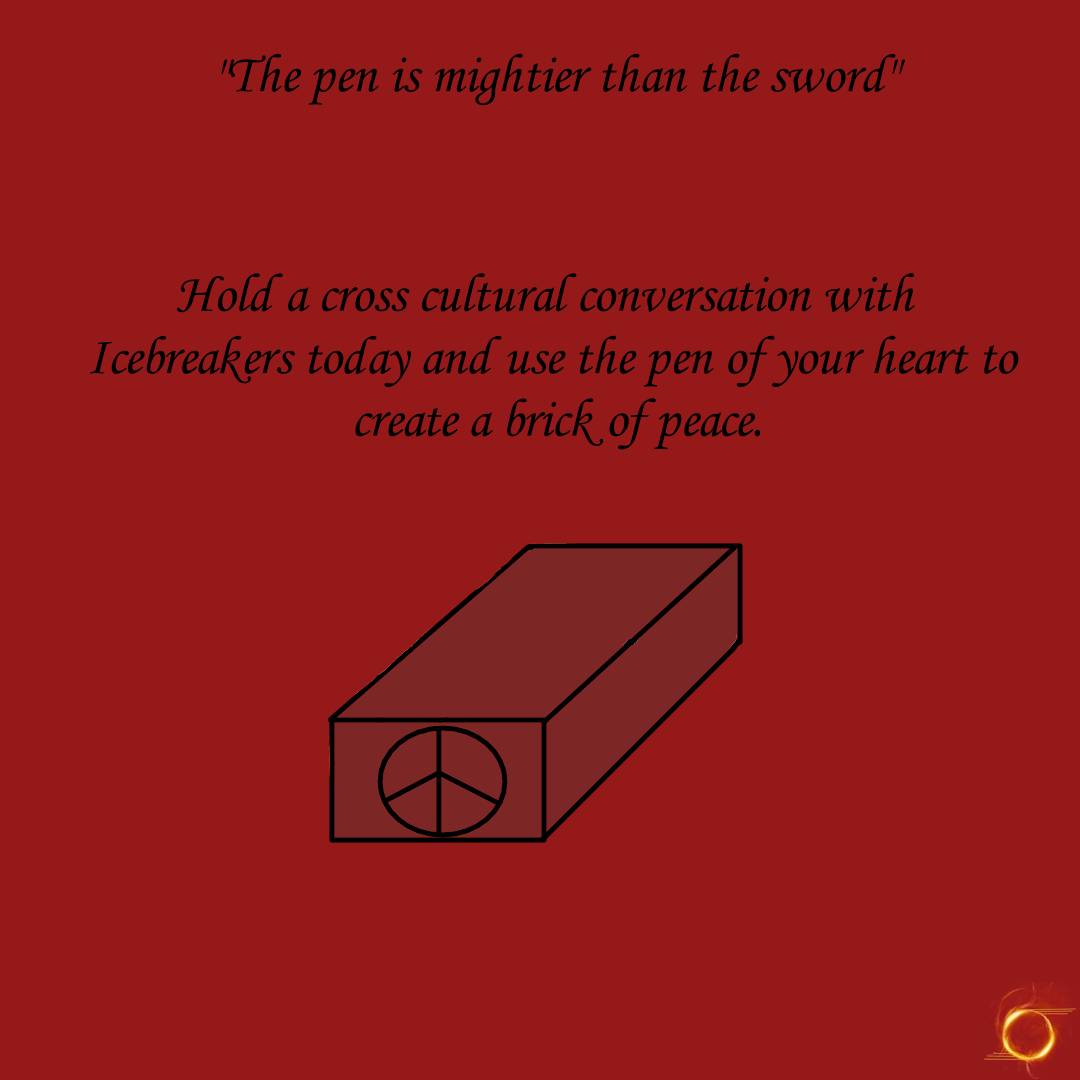 "The pen is mightier than the sword"
Hold a cross cultural conversation with
Icebreakers today and use the pen of your heart to
create a brick of peace.